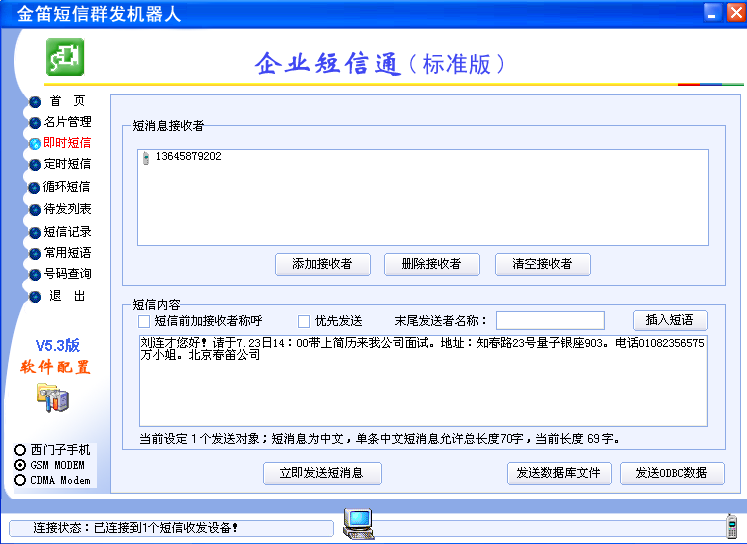 金笛短信群发机器人
企业短信通(标准版)
首 页
名片管理
即时短信
定时短信
循环短信
待发列表
短信记录
常用短语
号码查询
退 出
V5.3版
软件配置
西门子手机
GSM MODEM
CDMA Modem
短消息接收者
13645879202
添加接收者 删除接收者 清空接收者
短信内容
短信前加接收者称呼 优先发送 末尾发送者名称： 插入短语
刘连才您好！请于7.23日14：00带上简历来我公司面试。地址：知春路23号量子银座903。电话01082356575
万小姐。北京春笛公司
当前设定 1 个发送对象；短消息为中文，单条中文短消息允许总长度70字，当前长度 69 字。
立即发送短消息 发送数据库文件 发送ODBC数据
连接状态：已连接到1个短信收发设备！